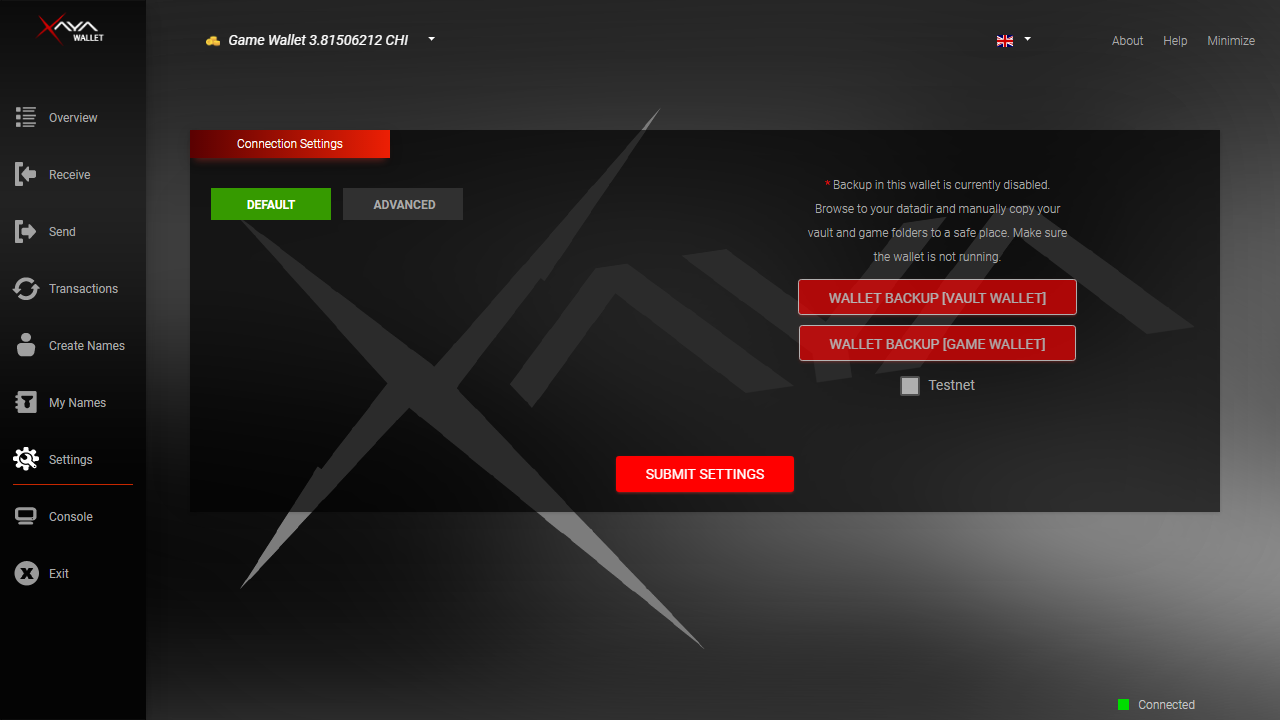 XAYA
WALLET
Game Wallet 3.81506212 CHI
About
Help
Minimize
Overview
Receive
Send
Transactions
Create Names
My Names
Settings
Console
Exit
Connection Settings
DEFAULT
ADVANCED
* Backup in this wallet is currently disabled.
Browse to your datadir and manually copy your
vault and game folders to a safe place. Make sure
the wallet is not running.
WALLET BACKUP [VAULT WALLET]
WALLET BACKUP [GAME WALLET]
Testnet
SUBMIT SETTINGS
Connected